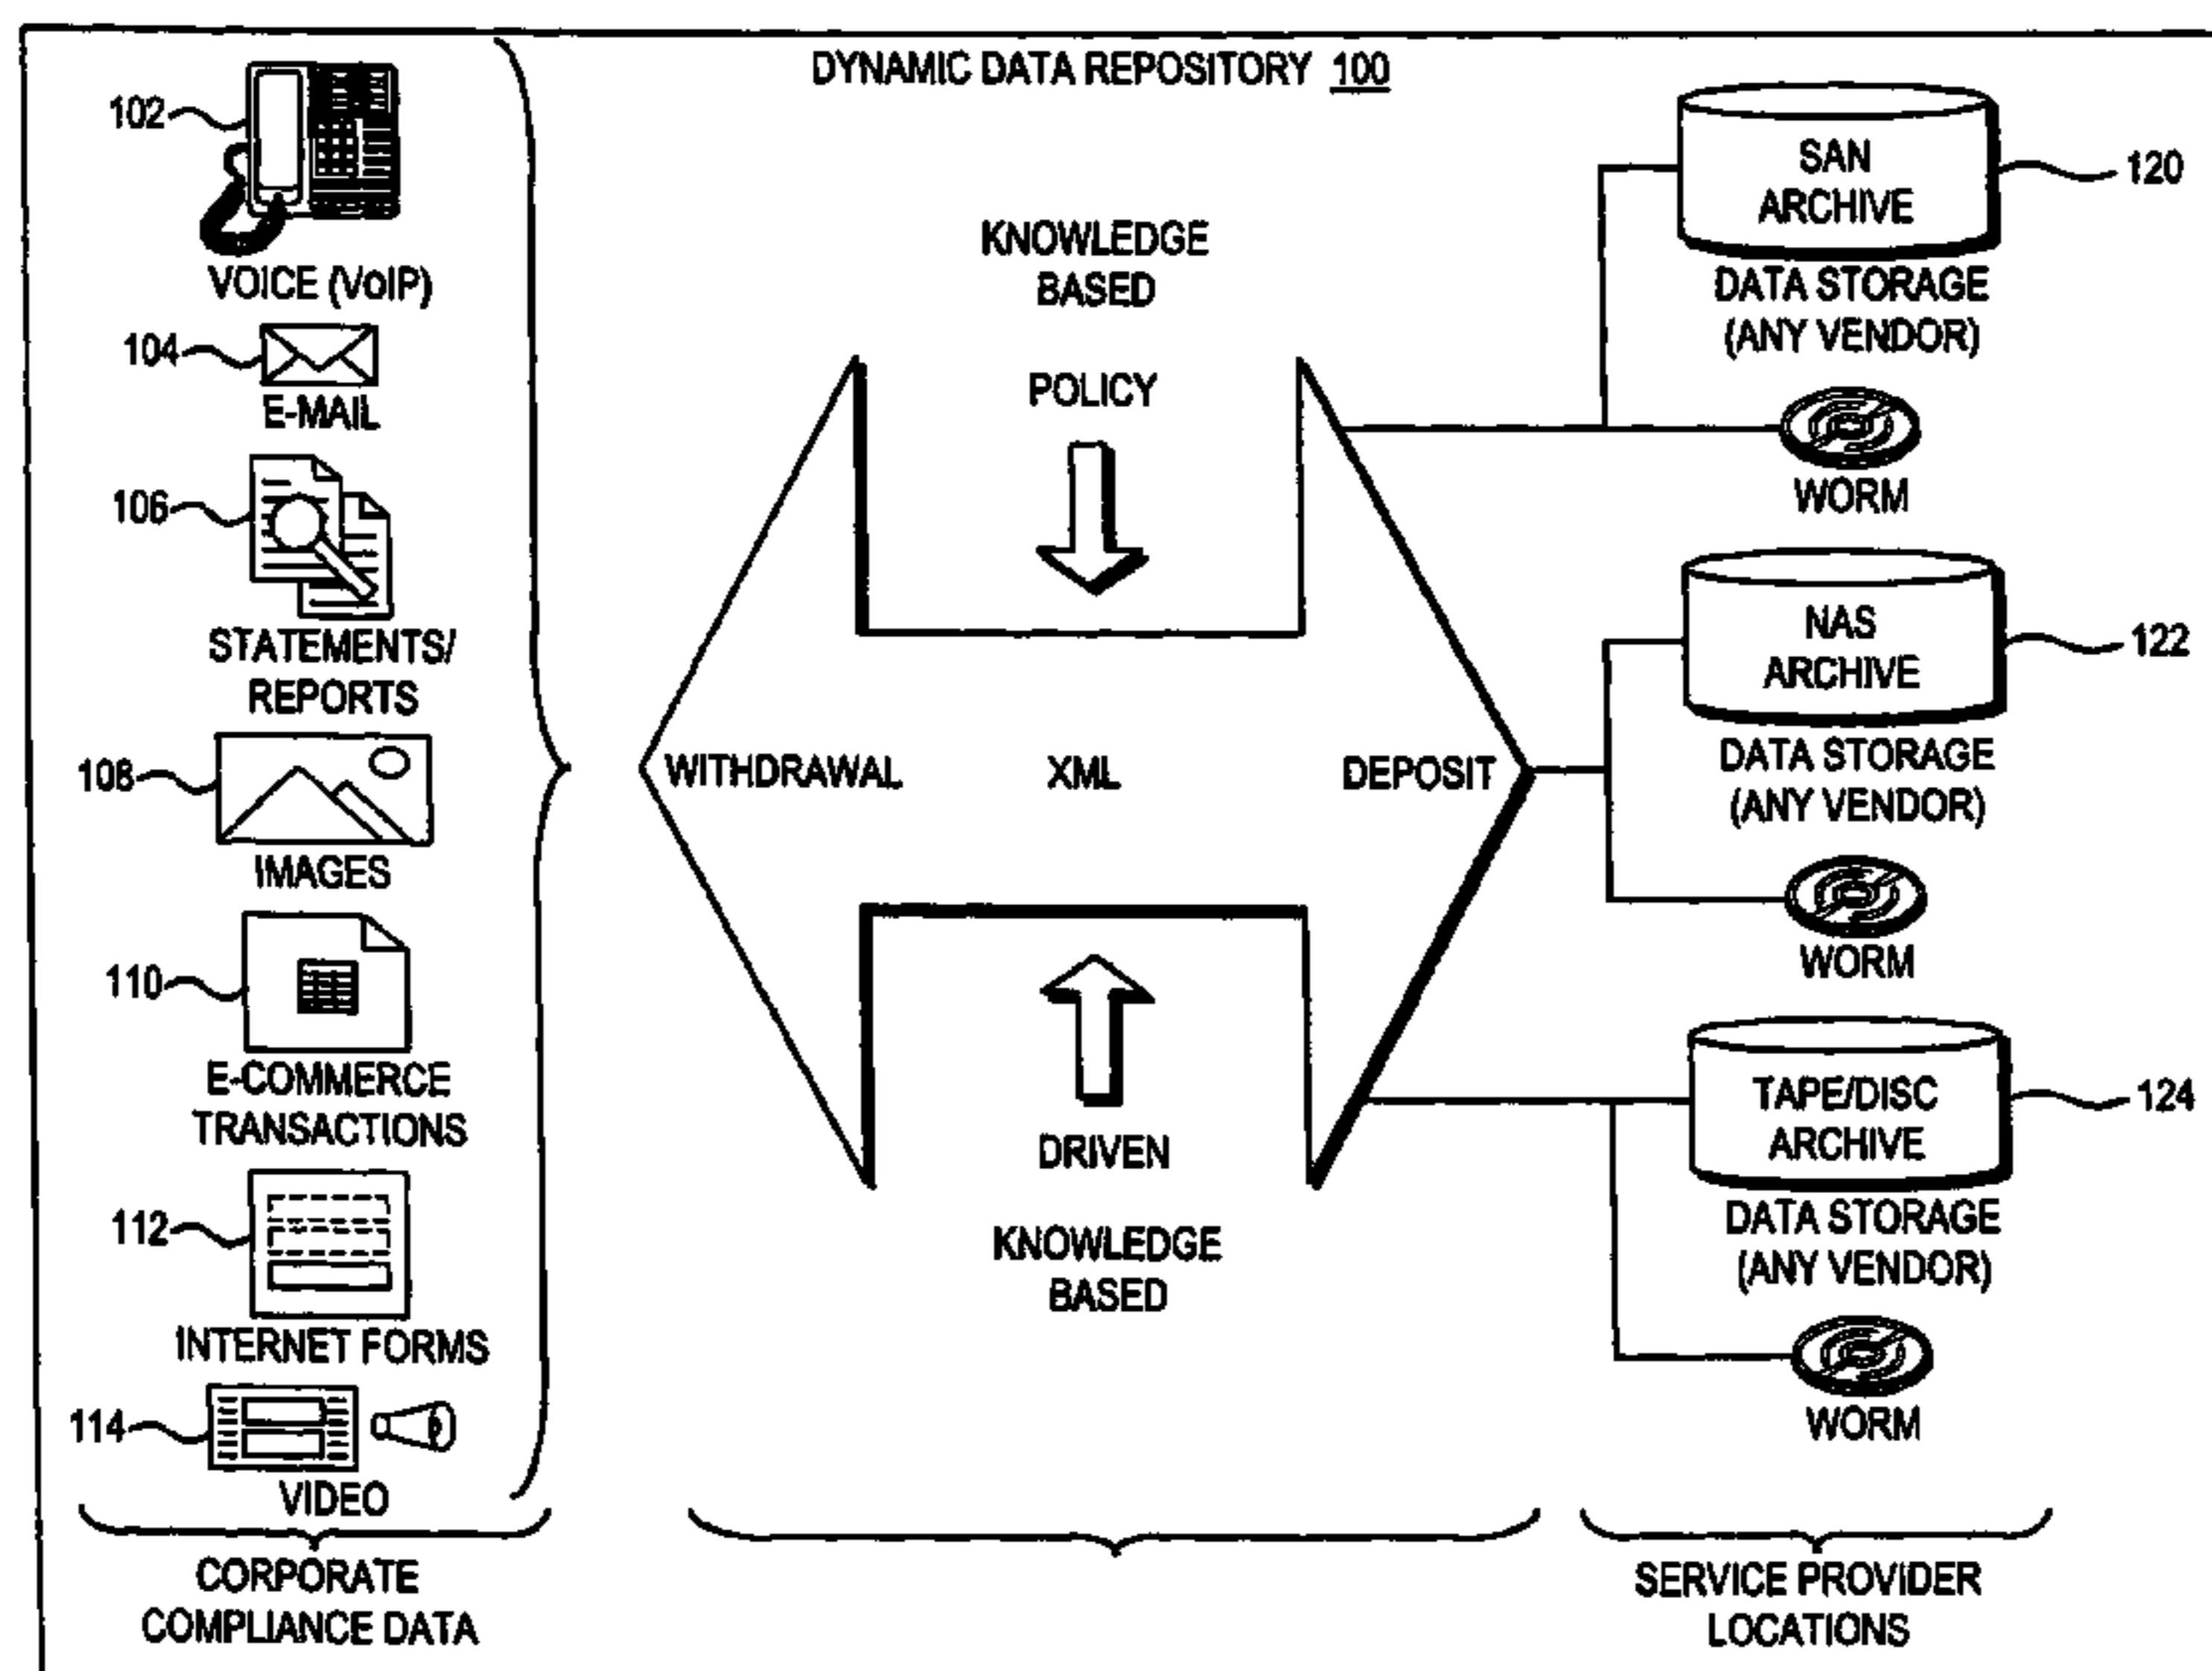 DYNAMIC DATA REPOSITORY 100
102
VOICE (VoIP)
104
E-MAIL
106
STATEMENTS/
REPORTS
108
IMAGES
110
E-COMMERCE
TRANSACTIONS
112
INTERNET FORMS
114
VIDEO
CORPORATE
COMPLIANCE DATA
KNOWLEDGE
BASED
POLICY
WITHDRAWAL
XML
DEPOSIT
DRIVEN
KNOWLEDGE
BASED
SAN
ARCHIVE
120
DATA STORAGE
(ANY VENDOR)
WORM
NAS
ARCHIVE
122
DATA STORAGE
(ANY VENDOR)
WORM
TAPE/DISC
ARCHIVE
124
DATA STORAGE
(ANY VENDOR)
WORM
SERVICE PROVIDER
LOCATIONS